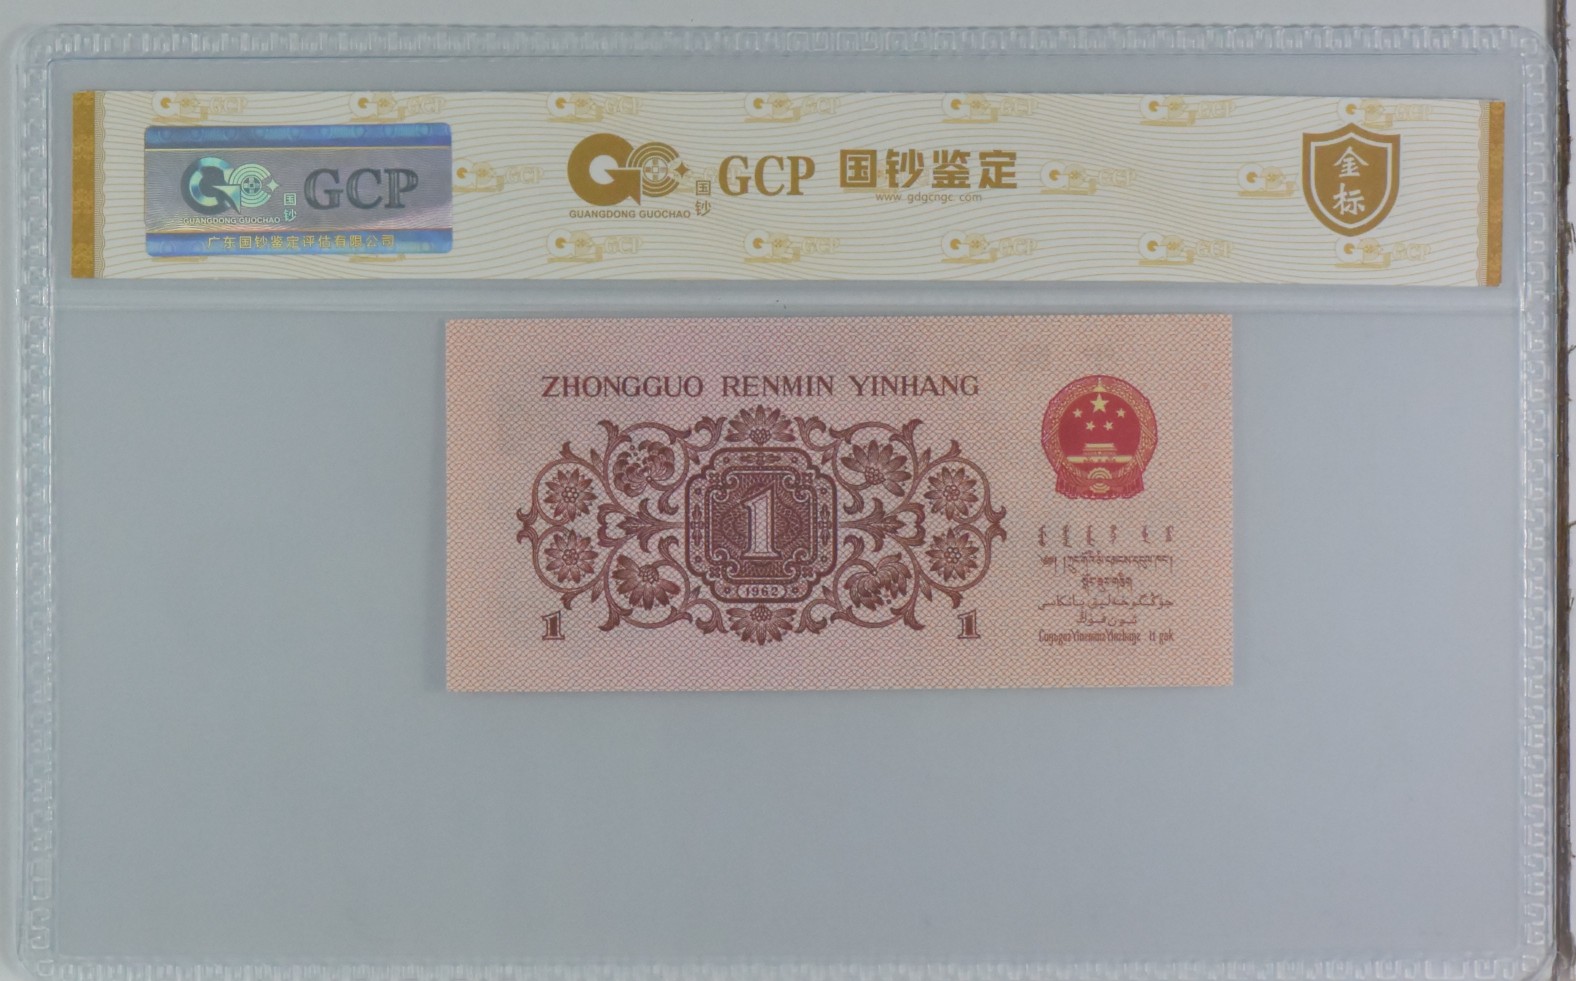 GCP
国
钞
GUANGDONG GUOCHAO
广东国钞鉴定评估有限公司
GCP 国钞鉴定
国
钞
www.gdgcngc.com
GUANGDONG GUOCHAO
金
标
ZHONGGUO RENMIN YINHANG
1
1962
1
1